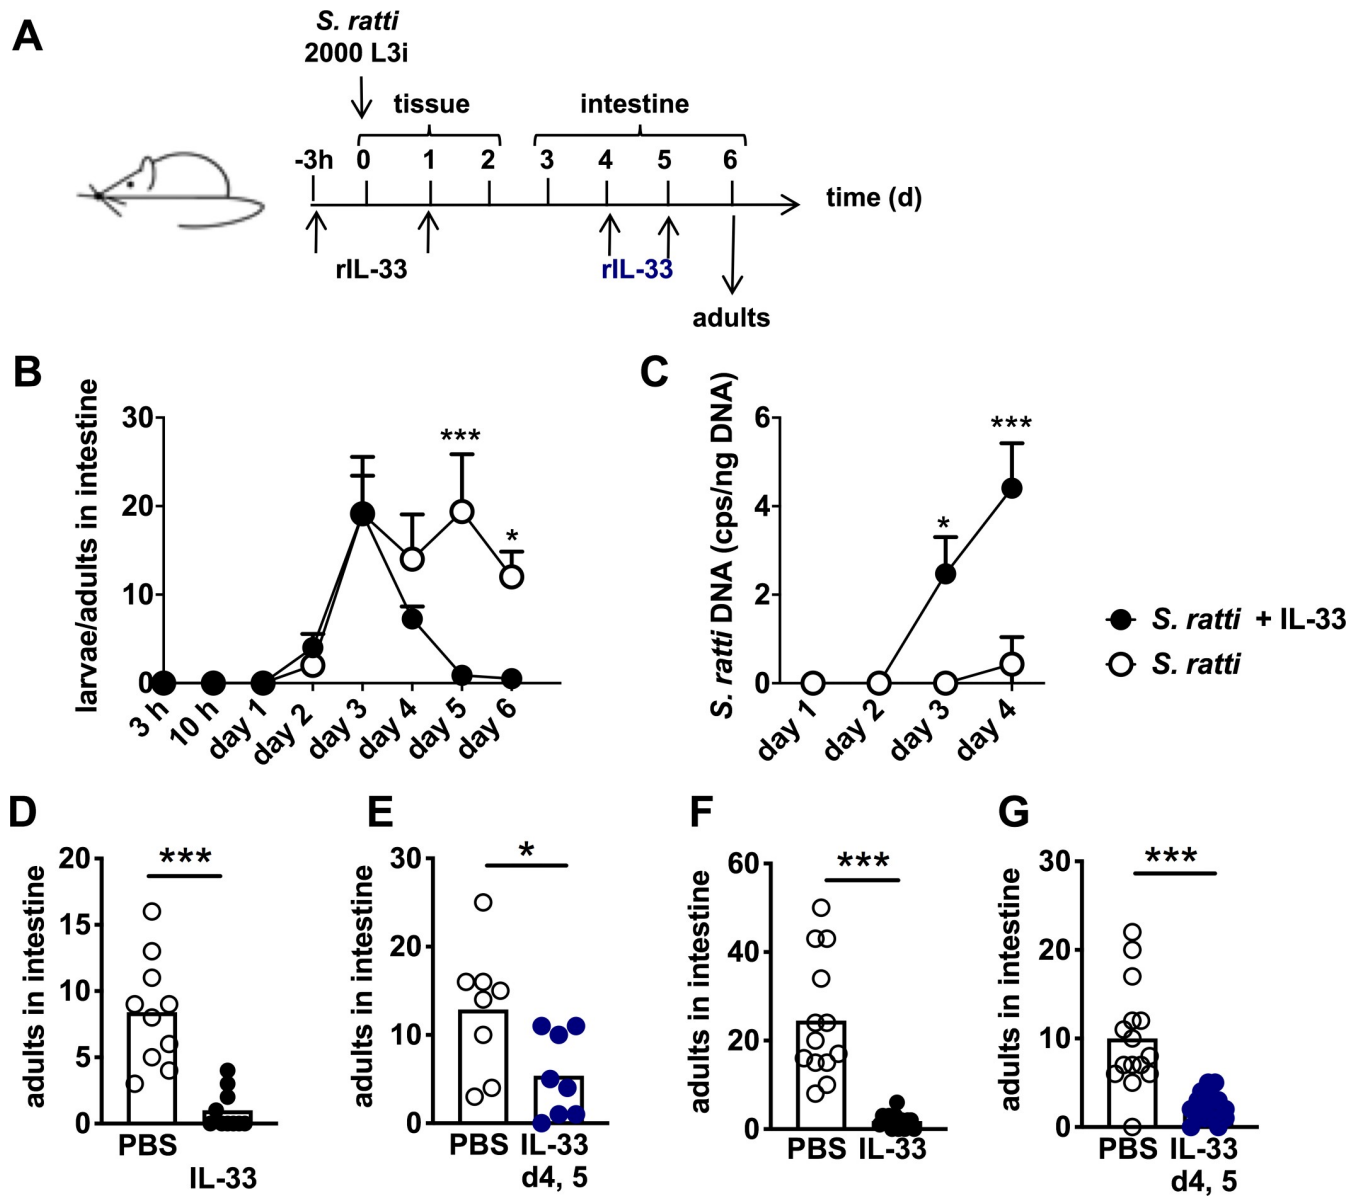 A
S. ratti
2000 L3i
tissue
intestine
-3h 0 1 2 3 4 5 6
time (d)
rIL-33
rIL-33
adults
B
larvae/adults in intestine
30
20
10
0
***
*
3 h
10 h
day 1
day 2
day 3
day 4
day 5
day 6
C
S. ratti DNA (cps/ng DNA)
6
4
2
0
*
***
day 1
day 2
day 3
day 4
S. ratti + IL-33
S. ratti
D
adults in intestine
20
15
10
5
0
***
PBS
IL-33
E
adults in intestine
30
20
10
0
*
PBS IL-33
d4, 5
F
adults in intestine
60
40
20
0
***
PBS IL-33
G
adults in intestine
30
20
10
0
***
PBS IL-33
d4, 5